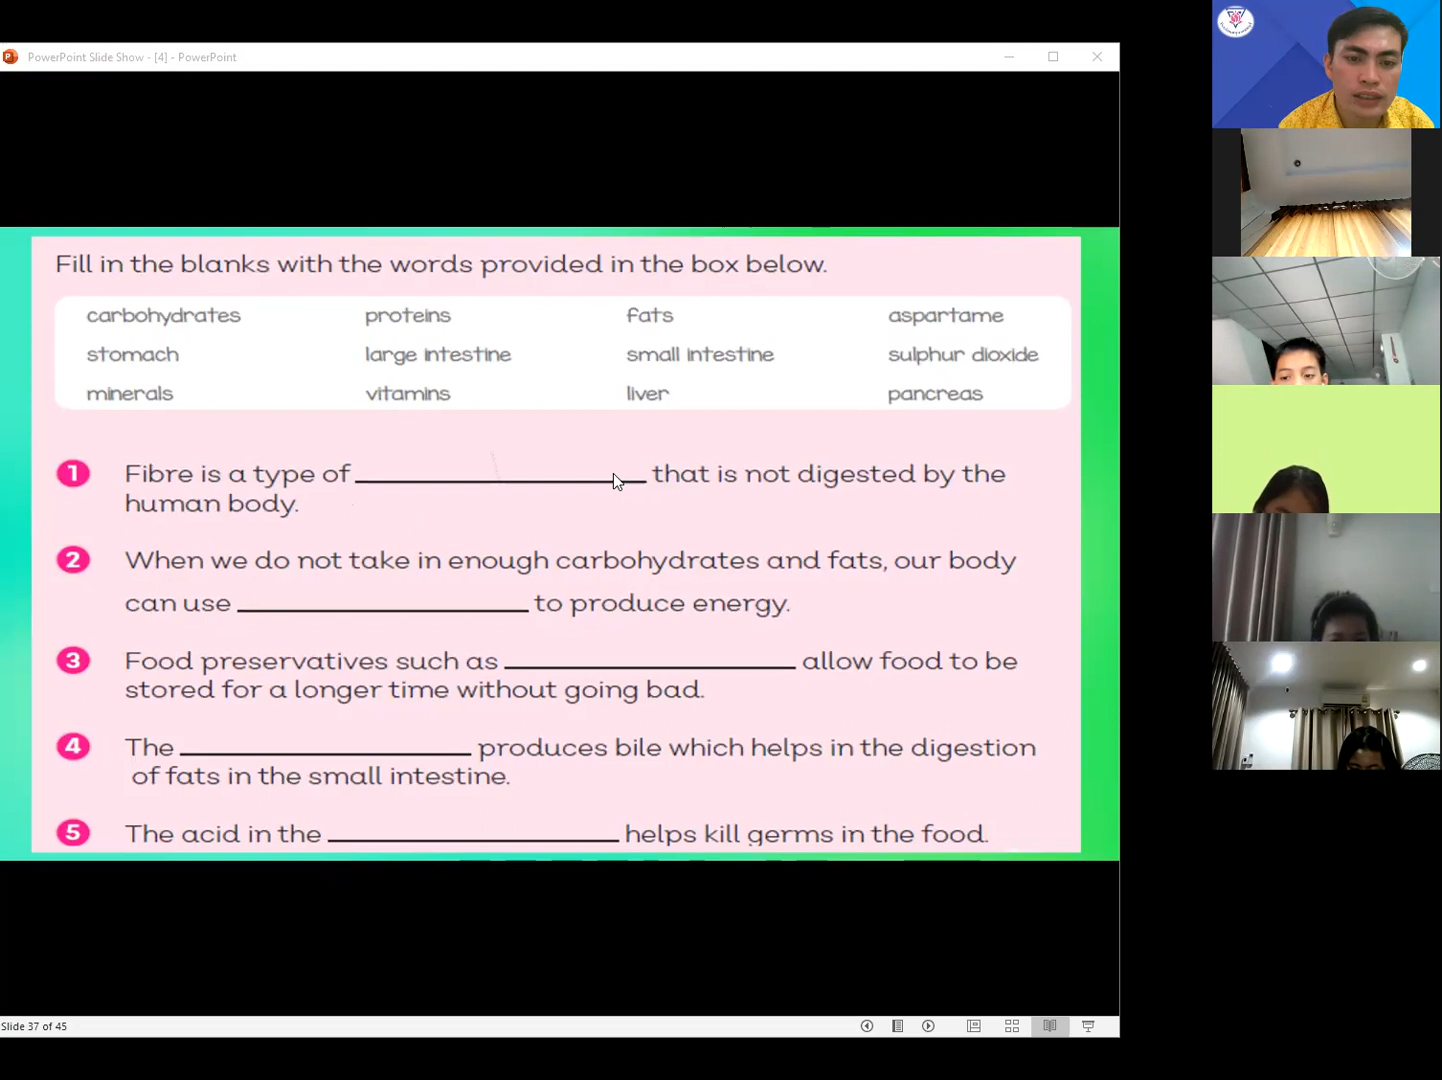 PowerPoint Slide Show - [4] - PowerPoint
Fill in the blanks with the words provided in the box below.
carbohydrates proteins fats aspartame
stomach large intestine small intestine sulphur dioxide
minerals vitamins liver pancreas
1 Fibre is a type of ____________________ that is not digested by the
human body.
2 When we do not take in enough carbohydrates and fats, our body
can use ____________________ to produce energy.
3 Food preservatives such as ____________________ allow food to be
stored for a longer time without going bad.
4 The ____________________ produces bile which helps in the digestion
of fats in the small intestine.
5 The acid in the ____________________ helps kill germs in the food.
Slide 37 of 45